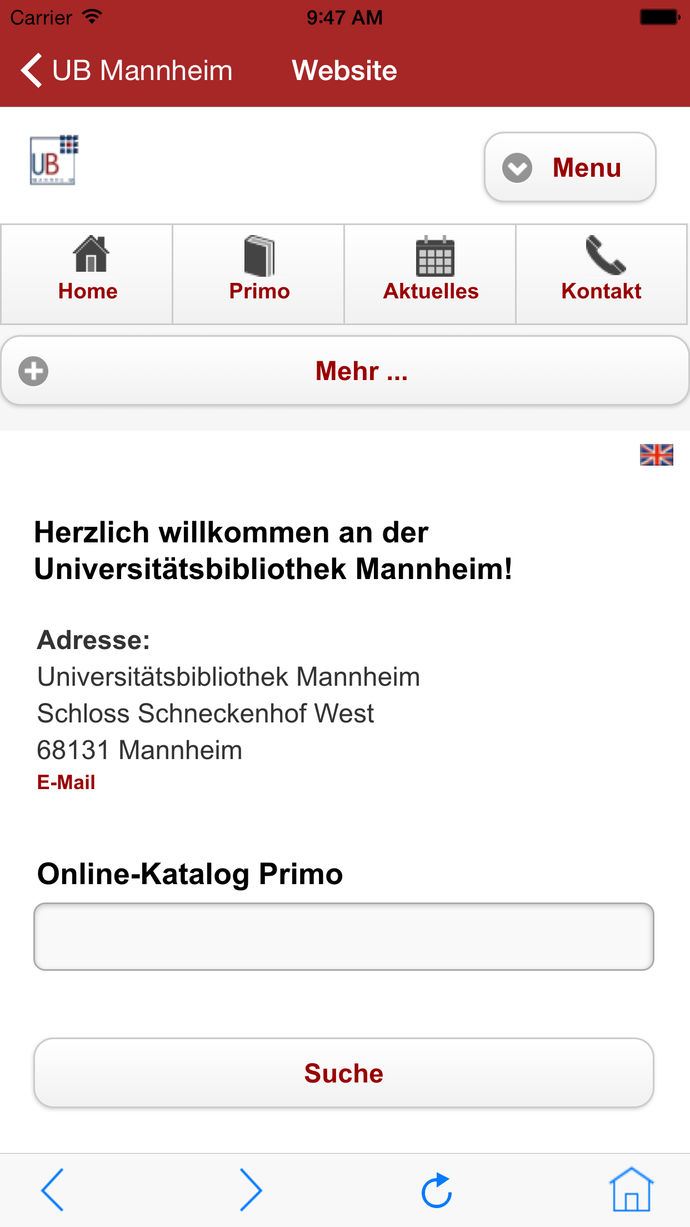 Carrier 9:47 AM
UB Mannheim Website
UB
Menu
Home Primo Aktuelles Kontakt
Mehr ...
Herzlich willkommen an der
Universitätsbibliothek Mannheim!
Adresse:
Universitätsbibliothek Mannheim
Schloss Schneckenhof West
68131 Mannheim
E-Mail
Online-Katalog Primo
Suche